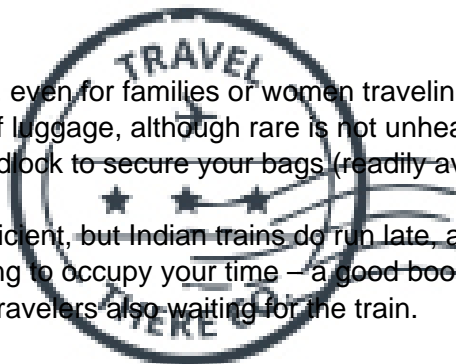 TRAVEL
even for families or women travelin
f luggage, although rare is not unhea
dlock to secure your bags (readily av
icient, but Indian trains do run late, a
ng to occupy your time – a good boo
ravelers also waiting for the train.
THERE